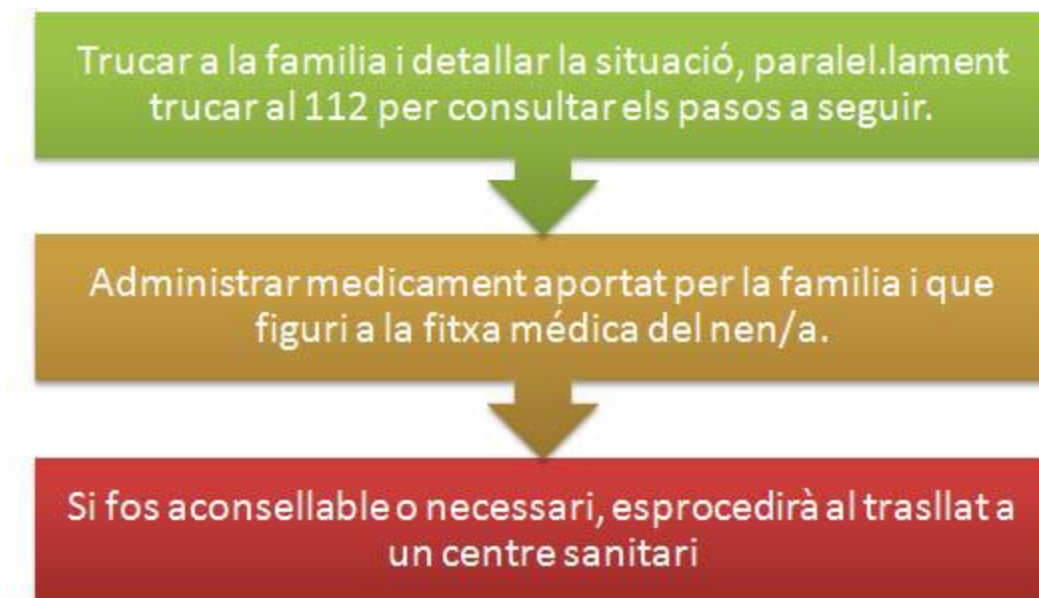 Trucar a la familia i detallar la situació, paralel.lament
trucar al 112 per consultar els pasos a seguir.
Administrar medicament aportat per la familia i que
figuri a la fitxa médica del nen/a.
Si fos aconsellable o necessari, esprocedirà al trasllat a
un centre sanitari